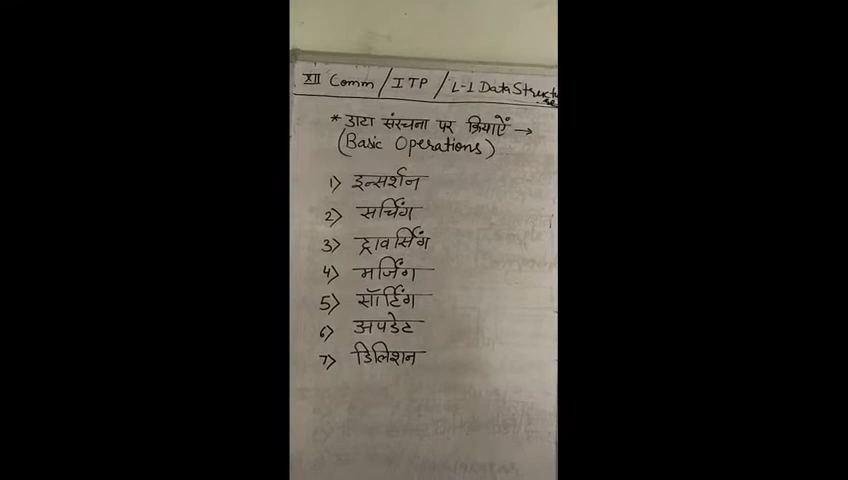 XII Comm / ITP / L-1 Data Structure
* डाटा संरचना पर क्रियाऐं →
(Basic Operations)
1) इन्सर्शन
2) सर्चिंग
3) ट्रावर्सिंग
4) मर्जिंग
5) सॉर्टिंग
6) अपडेट
7) डिलिशन